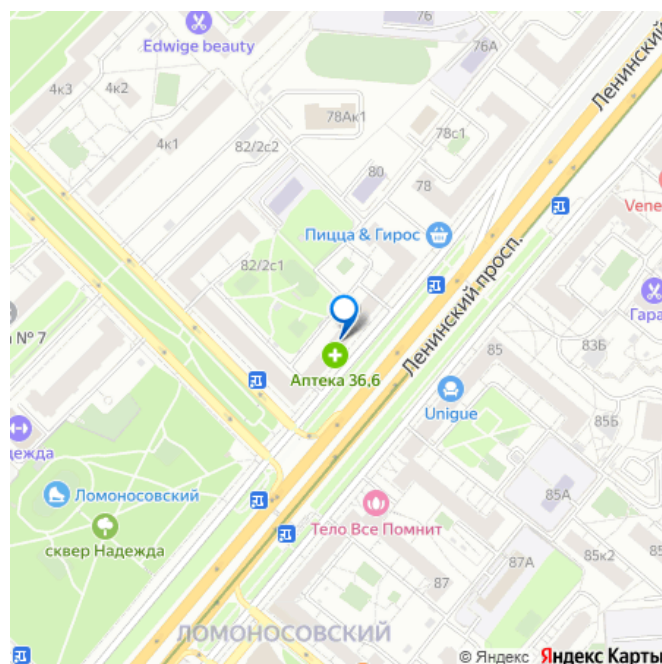 76
Edwige beauty
76А
Ленинский
4к3
4к2
78Ак1
4к1
82/2с2
78с1
80
78
Vene
Пицца & Гирос
82/2с1
Ленинский просп.
Гара
№ 7
83Б
85
Аптека 36,6
Unigue
85Б
дежда
Ломоносовский
85А
сквер Надежда
Тело Все Помнит
85к2
87А
87
ЛОМОНОСОВСКИЙ
© Яндекс Яндекс Карты